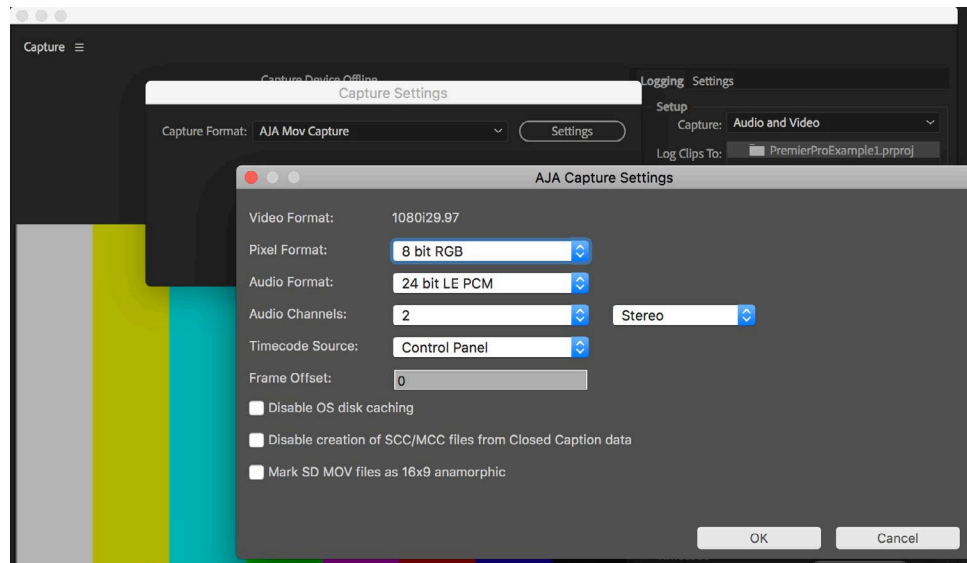 Capture ☰
Capture Device Offline
Logging Settings
Capture Settings
Setup
Capture Format: AJA Mov Capture Settings
Capture: Audio and Video
Log Clips To: PremierProExample1.prproj
AJA Capture Settings
Video Format: 1080i29.97
Pixel Format: 8 bit RGB
Audio Format: 24 bit LE PCM
Audio Channels: 2 Stereo
Timecode Source: Control Panel
Frame Offset: 0
Disable OS disk caching
Disable creation of SCC/MCC files from Closed Caption data
Mark SD MOV files as 16x9 anamorphic
OK Cancel